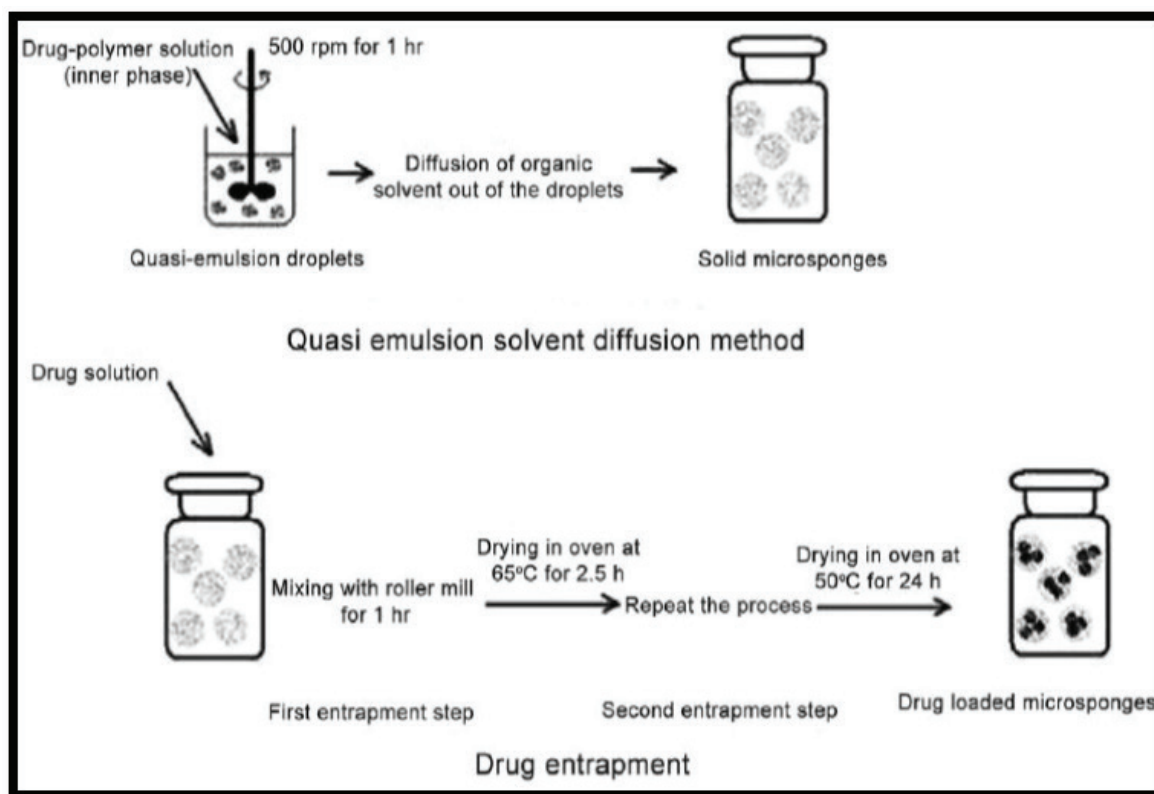 Drug-polymer solution
(inner phase)
500 rpm for 1 hr
Diffusion of organic
solvent out of the droplets
Quasi-emulsion droplets
Solid microsponges
Quasi emulsion solvent diffusion method
Drug solution
Mixing with roller mill
for 1 hr
Drying in oven at
65°C for 2.5 h
Repeat the process
Drying in oven at
50°C for 24 h
First entrapment step
Second entrapment step
Drug loaded microsponges
Drug entrapment